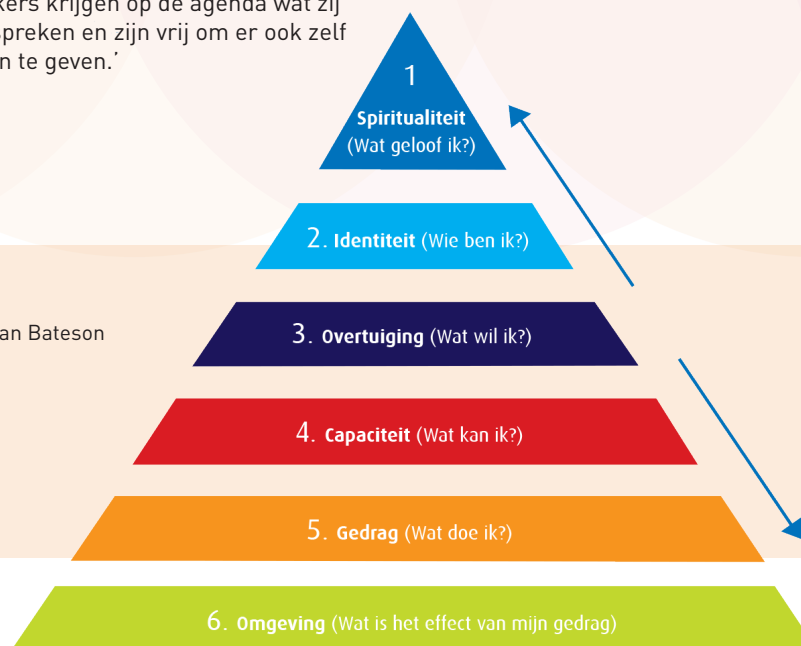 kers krijgen op de agenda wat zij
spreken en zijn vrij om er ook zelf
n te geven.’
1
Spiritualiteit
(Wat geloof ik?)
2. Identiteit (Wie ben ik?)
an Bateson
3. Overtuiging (Wat wil ik?)
4. Capaciteit (Wat kan ik?)
5. Gedrag (Wat doe ik?)
6. Omgeving (Wat is het effect van mijn gedrag)